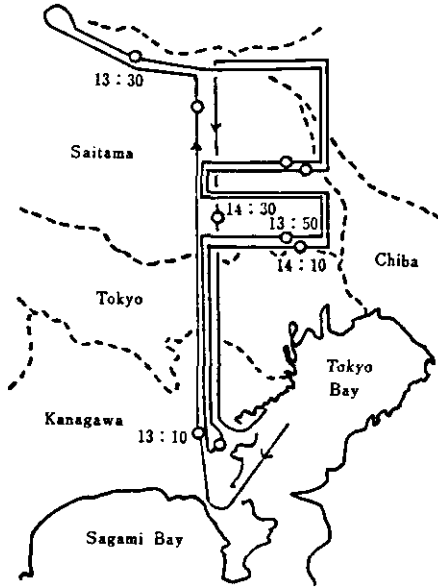 13 : 30
Saitama
14 : 30
13 : 50
14 : 10
Chiba
Tokyo
Tokyo
Bay
Kanagawa
13 : 10
Sagami Bay